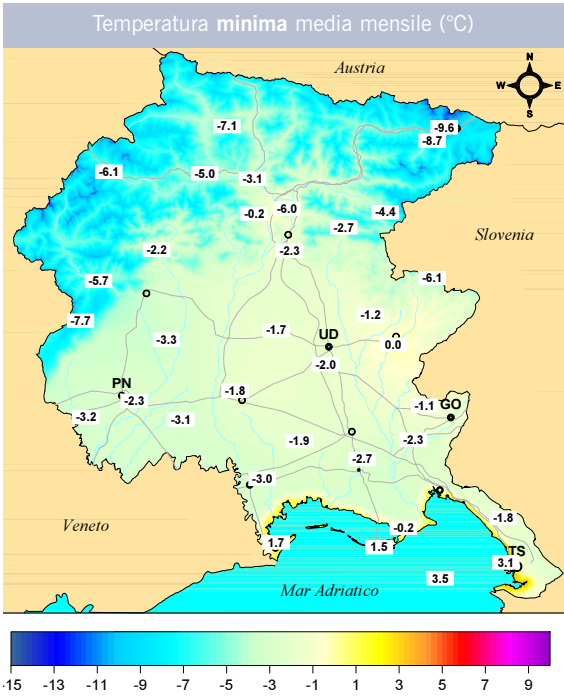 Temperatura minima media mensile (°C)
Austria
N
W E
S
-7.1
-9.6
-8.7
-6.1
-5.0
-3.1
-0.2
-6.0
-4.4
-2.7
Slovenia
-2.2
-2.3
-5.7
-6.1
-7.7
-1.2
-1.7
UD
-3.3
0.0
-2.0
PN
-1.8
-2.3
-1.1
GO
-3.2
-3.1
-1.9
-2.3
-2.7
-3.0
-1.8
Veneto
-0.2
1.7
1.5
TS
3.1
3.5
Mar Adriatico
-15 -13 -11 -9 -7 -5 -3 -1 1 3 5 7 9